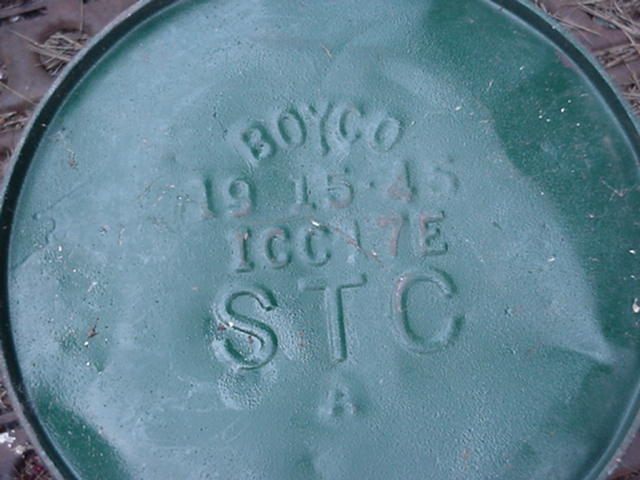 BOYCO
19 15-45
ICC17E
STC
A